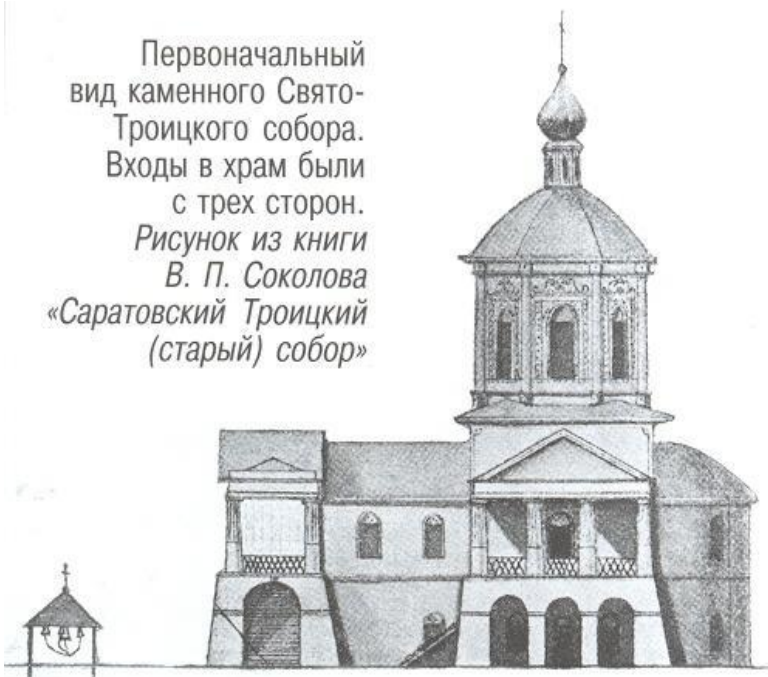 Первоначальный
вид каменного Свято-
Троицкого собора.
Входы в храм были
с трех сторон.
Рисунок из книги
В. П. Соколова
«Саратовский Троицкий
(старый) собор»